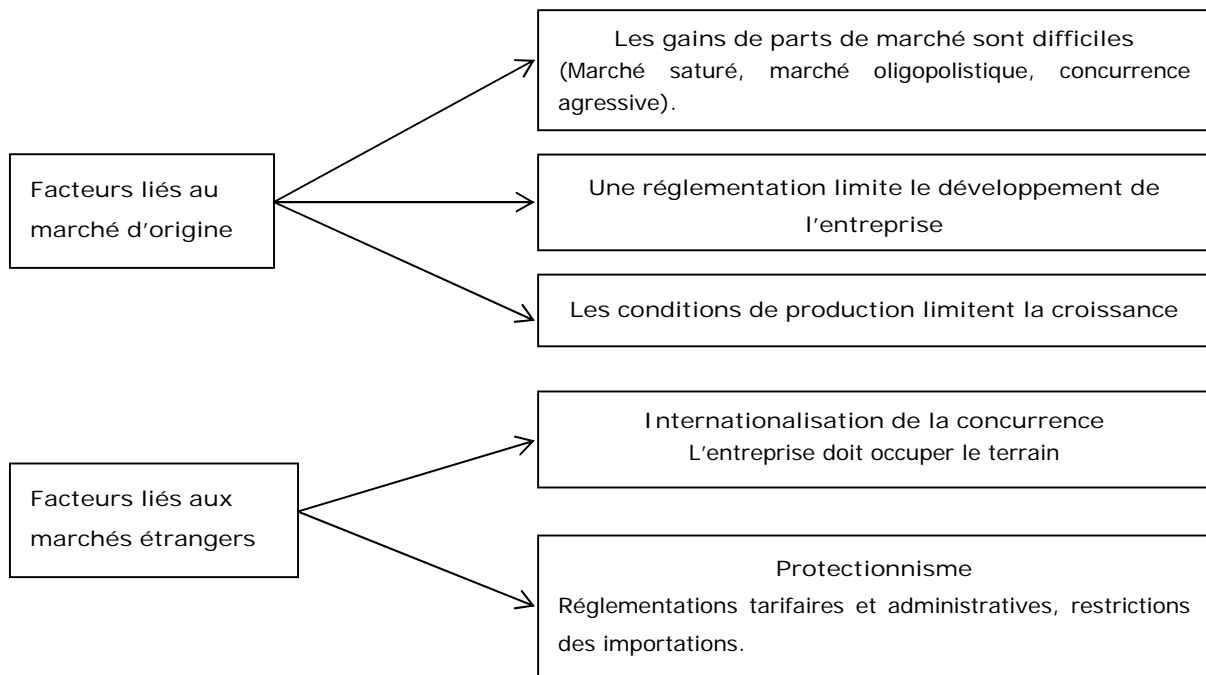 Les gains de parts de marché sont difficiles
(Marché saturé, marché oligopolistique, concurrence
agressive).
Facteurs liés au
marché d'origine
Une réglementation limite le développement de
l'entreprise
Les conditions de production limitent la croissance
Internationalisation de la concurrence
L'entreprise doit occuper le terrain
Facteurs liés aux
marchés étrangers
Protectionnisme
Réglementations tarifaires et administratives, restrictions
des importations.